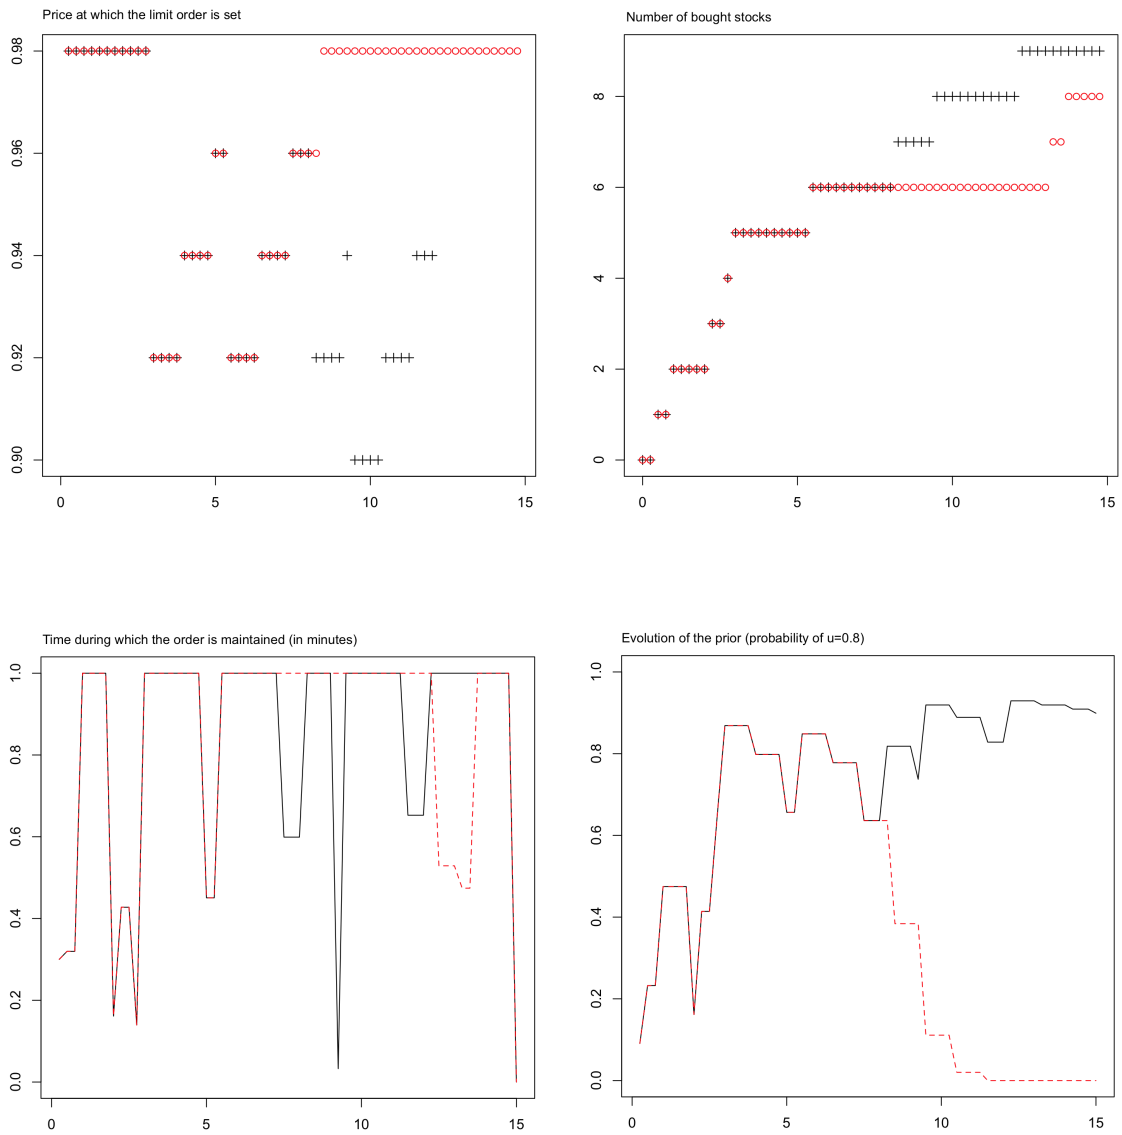 Price at which the limit order is set
0.98
0.96
0.94
0.92
0.90
0 5 10 15
Number of bought stocks
8
6
4
2
0
0 5 10 15
Time during which the order is maintained (in minutes)
1.0
0.8
0.6
0.4
0.2
0.0
0 5 10 15
Evolution of the prior (probability of u=0.8)
1.0
0.8
0.6
0.4
0.2
0.0
0 5 10 15